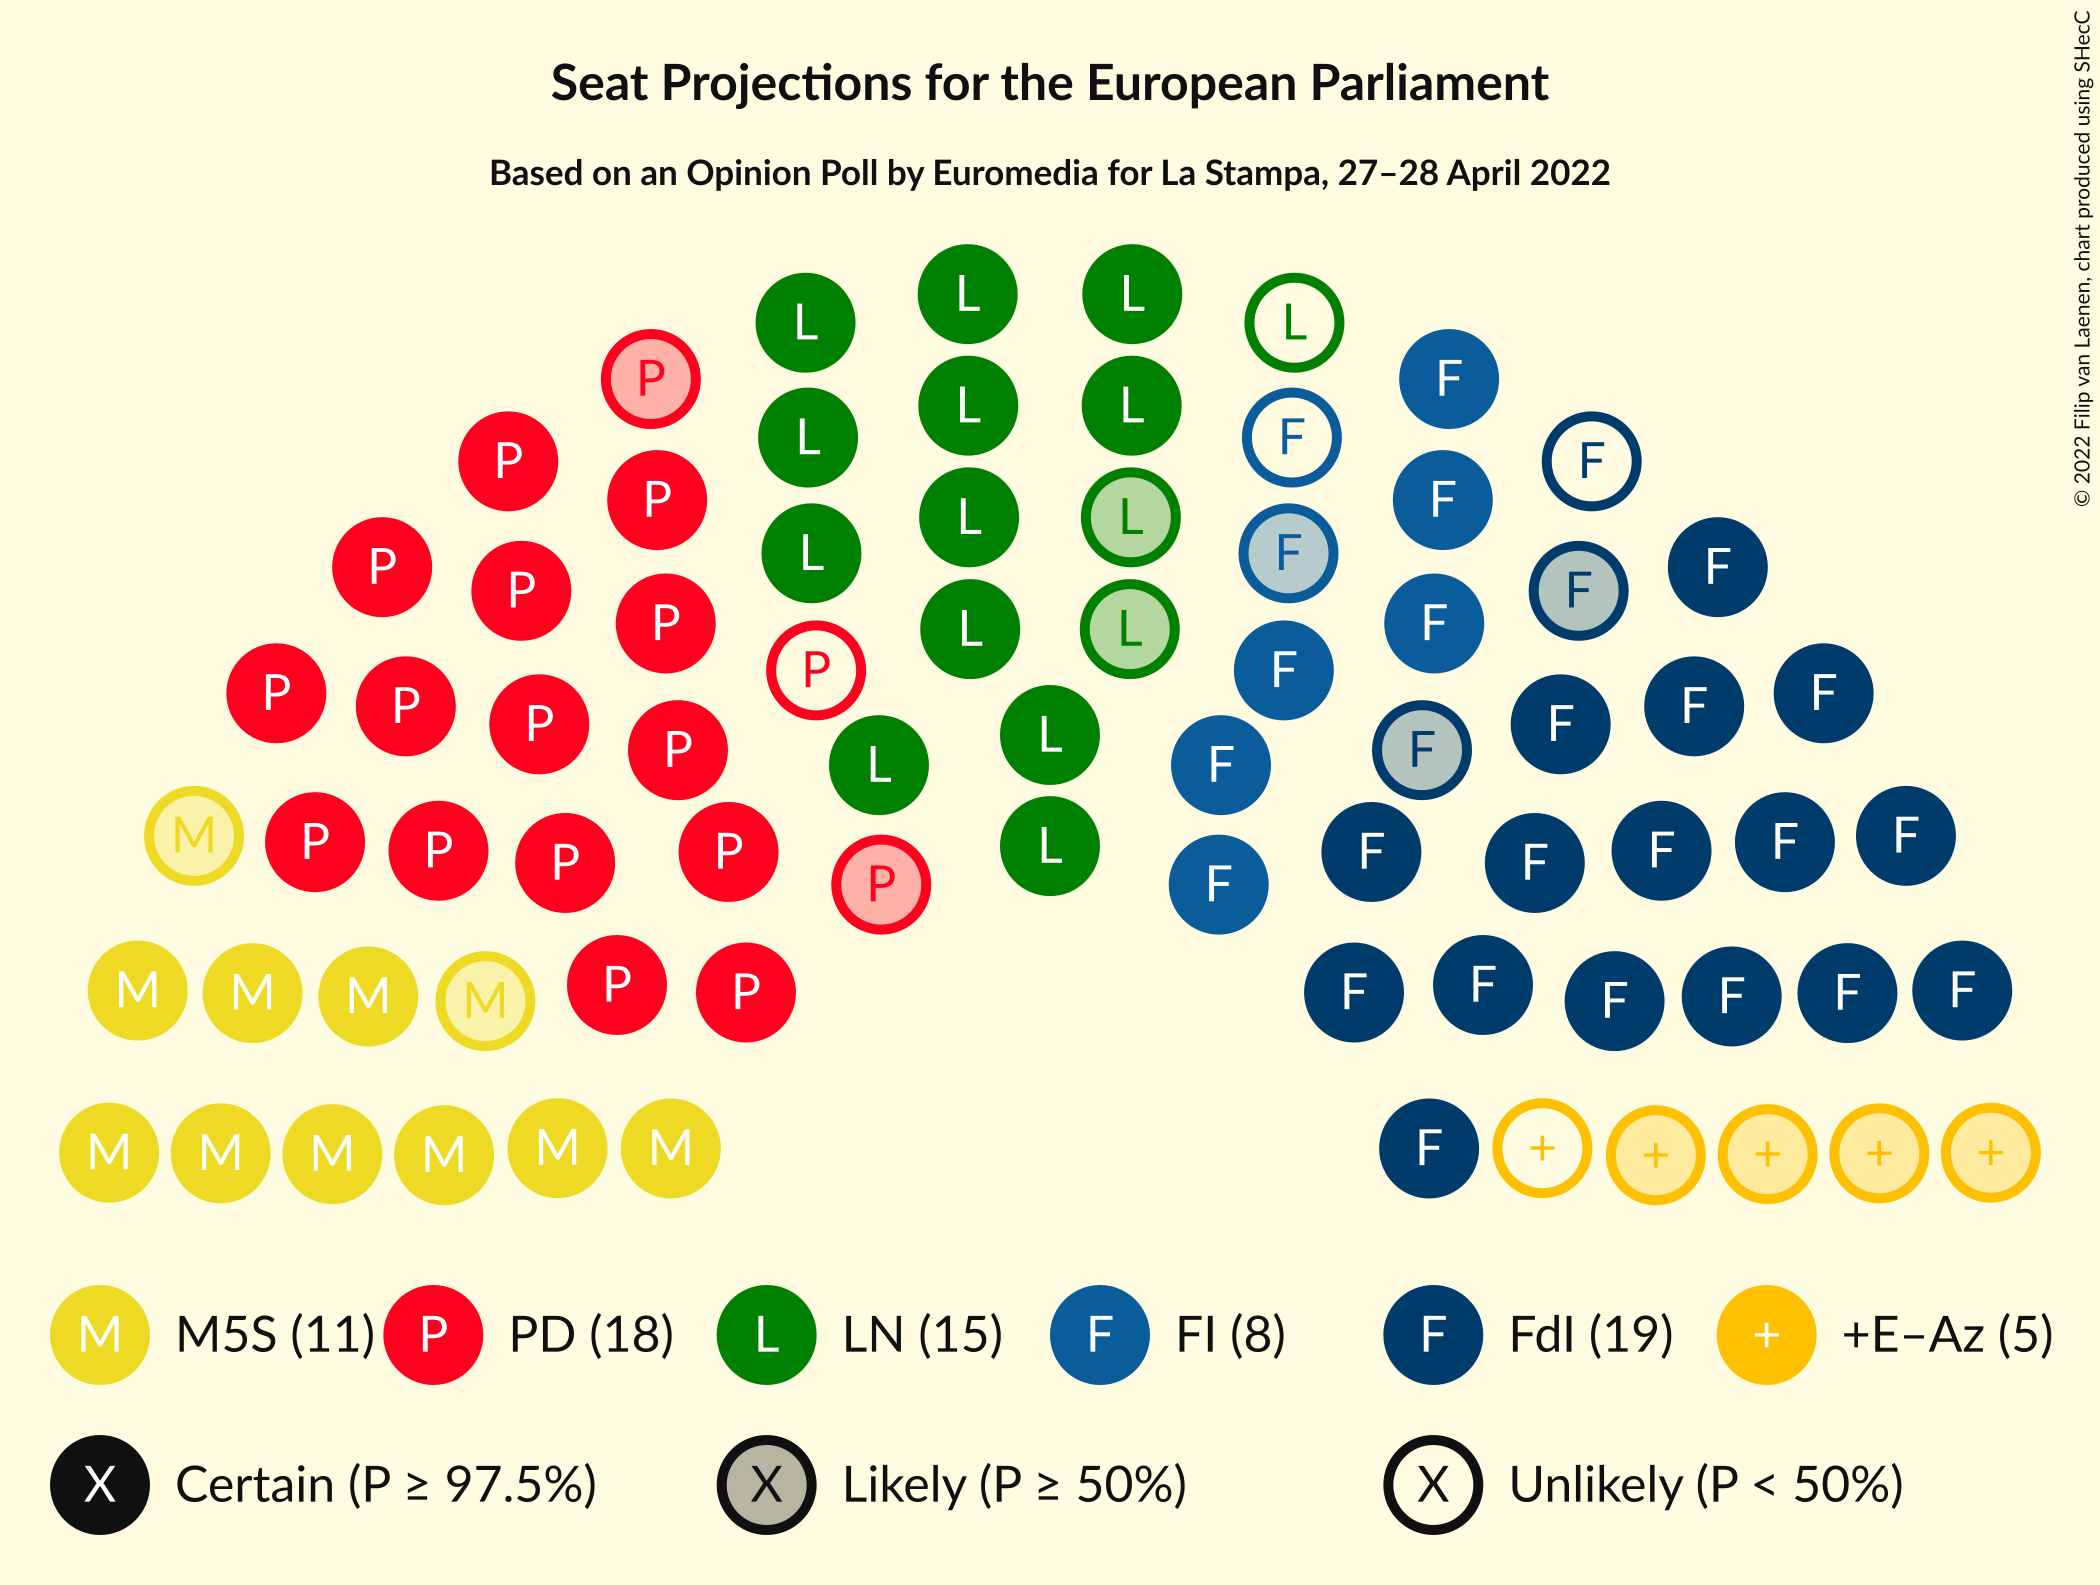 Seat Projections for the European Parliament
Based on an Opinion Poll by Euromedia for La Stampa, 27–28 April 2022
© 2022 Filip van Laenen, chart produced using SHecC
L L
L L
P F
L L
L F
P F
P F
L L
P F
M F
P L P F
L L
F
P F
P F
L L
P F
M F
P P F F
P L F F
P F
P F
P L F F
P L F F
M P P P P P L F F F F F F
M M M M P P F F F F F F
M M M M M M F + + + + +
M M5S (11) P PD (18) L LN (15) F FI (8) F FdI (19) + +E–Az (5)
X Certain (P ≥ 97.5%) X Likely (P ≥ 50%) X Unlikely (P < 50%)